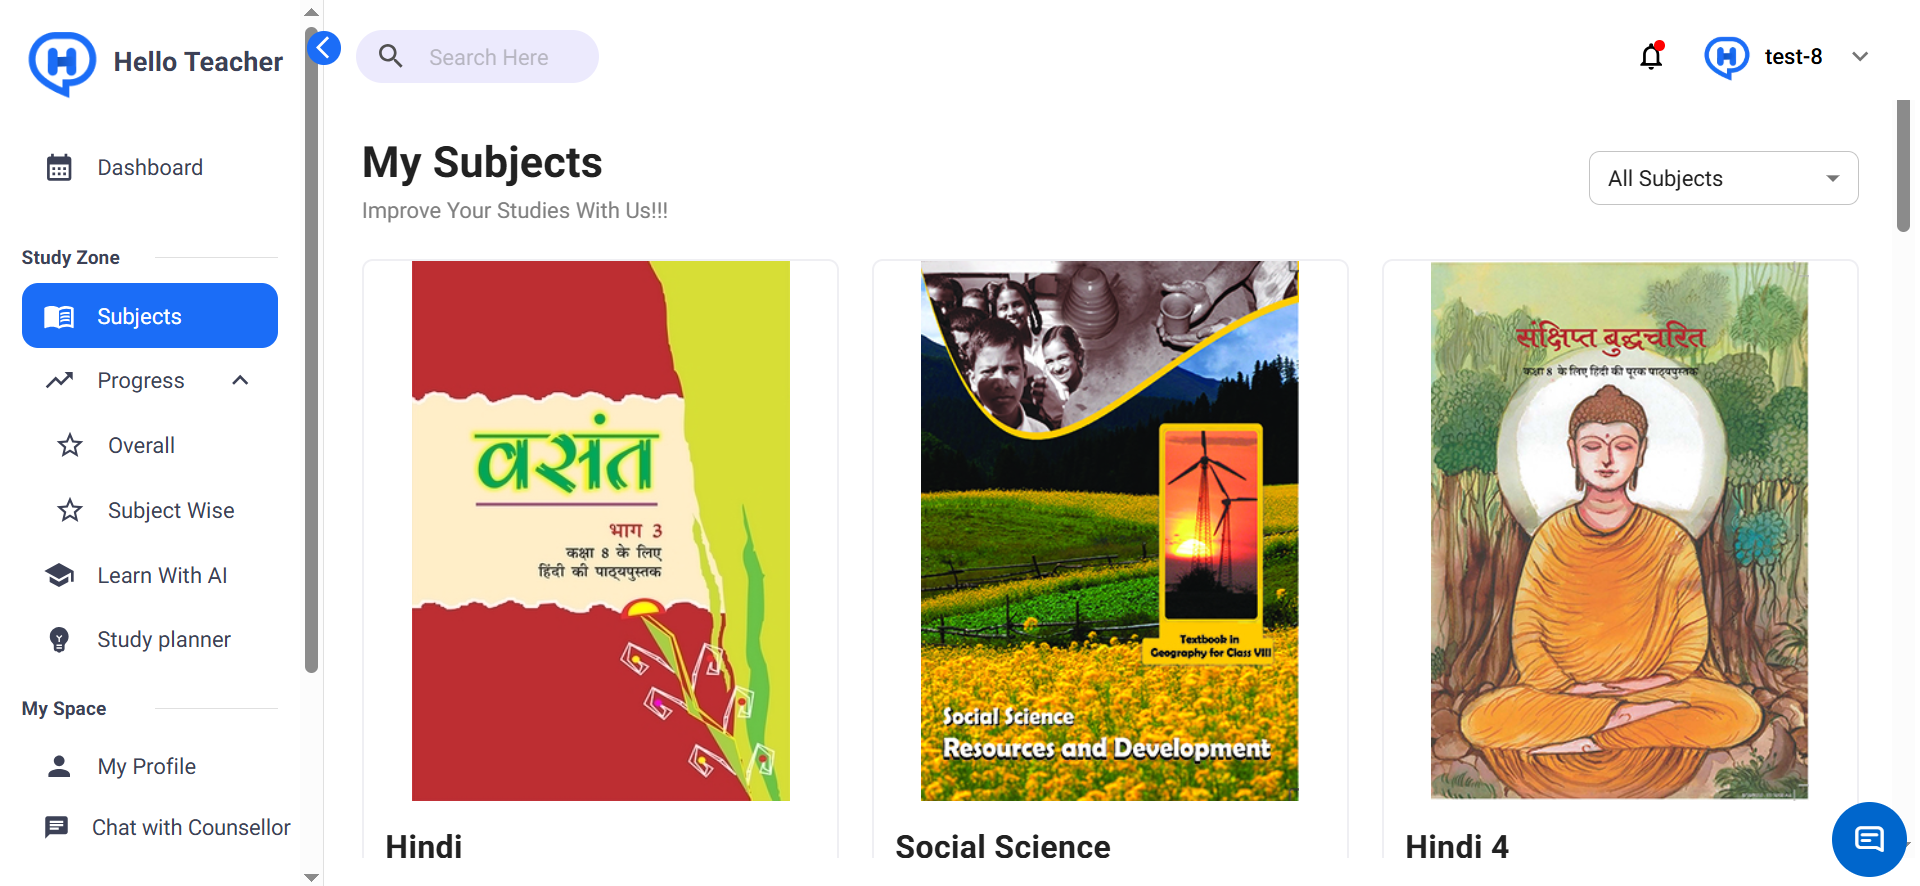 Hello Teacher
Search Here
test-8
Dashboard
Study Zone
Subjects
Progress
Overall
Subject Wise
Learn With AI
Study planner
My Space
My Profile
Chat with Counsellor
My Subjects
Improve Your Studies With Us!!!
All Subjects
वसंत
भाग 3
कक्षा 8 के लिए
हिंदी की पाठ्यपुस्तक
Hindi
Textbook in
Geography for Class VIII
Social Science
Resources and Development
Social Science
संक्षिप्त बुद्धचरित
कक्षा 8 के लिए हिंदी की पूरक पाठ्यपुस्तक
Hindi 4